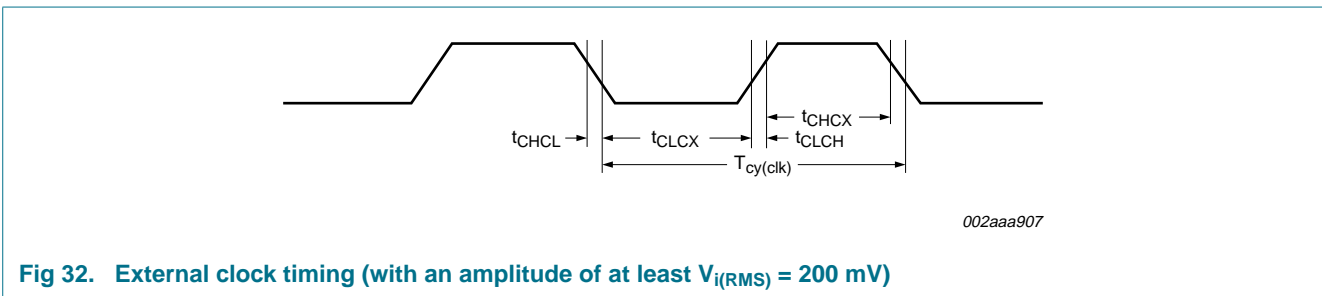 tCHCX
tCHCL
tCLCX
tCLCH
Tcy(clk)
002aaa907
Fig 32. External clock timing (with an amplitude of at least Vi(RMS) = 200 mV)